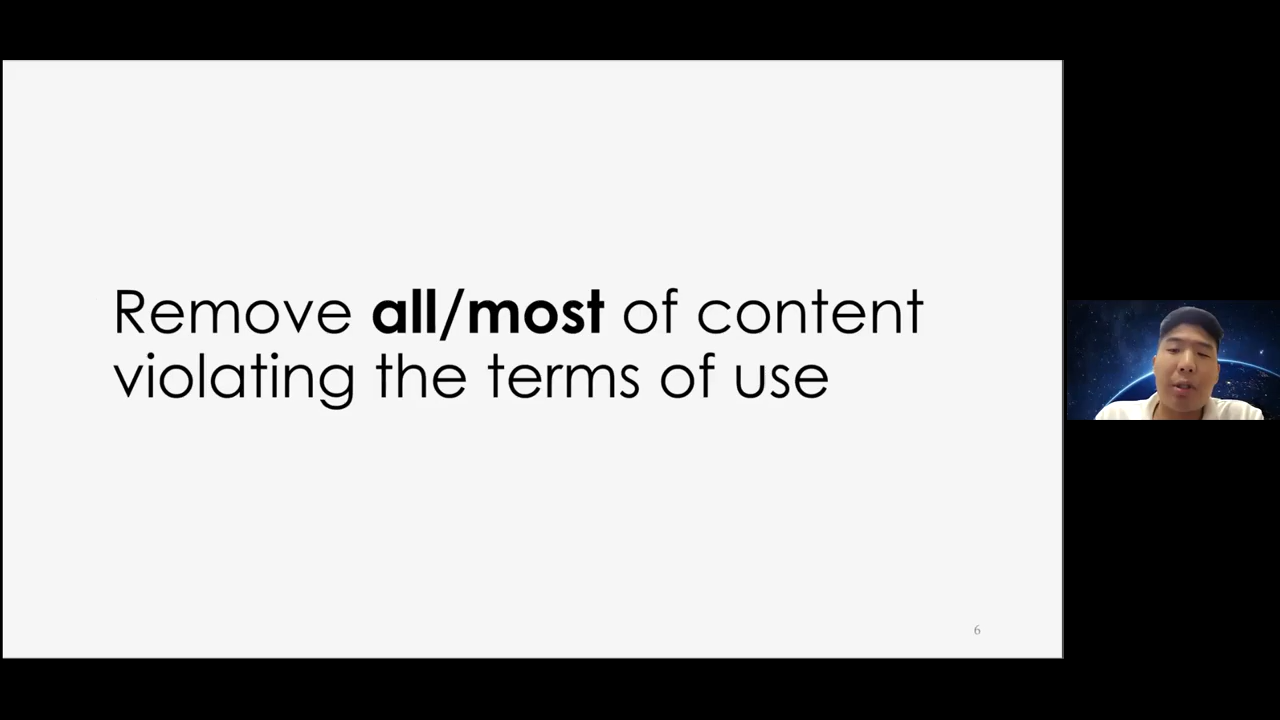 Remove all/most of content
violating the terms of use
6